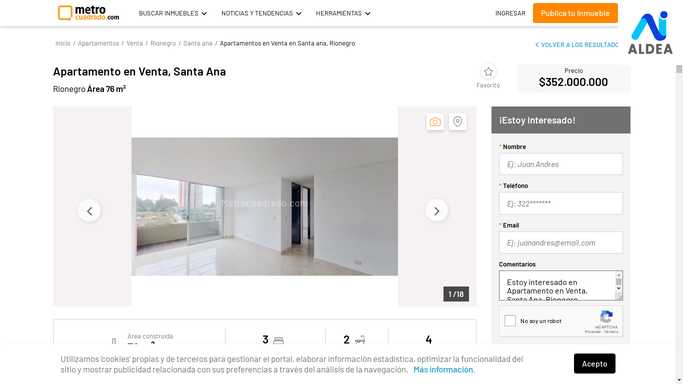 metro
cuadrado.com
BUSCAR INMUEBLES
NOTICIAS Y TENDENCIAS
HERRAMIENTAS
INGRESAR
Publica tu Inmueble
AIDEA
Inicio / Apartamentos / Venta / Rionegro / Santa ana / Apartamentos en Venta en Santa ana, Rionegro
< VOLVER A LOS RESULTADO
Apartamento en Venta, Santa Ana
Rionegro Área 76 m²
Favorito
Precio
$352.000.000
¡Estoy Interesado!
* Nombre
Ej: Juan Andres
* Teléfono
Ej: 322*******
* Email
Ej: juanandres@email.com
Comentarios
Estoy interesado en
Apartamento en Venta,
Santa Ana, Rionegro
No soy un robot
reCAPTCHA
Privacidad - Términos
Metrocuadrado.com
1 /18
Área construida
3
2
4
Utilizamos 'cookies' propias y de terceros para gestionar el portal, elaborar información estadística, optimizar la funcionalidad del
sitio y mostrar publicidad relacionada con sus preferencias a través del análisis de la navegación. Más información.
Acepto